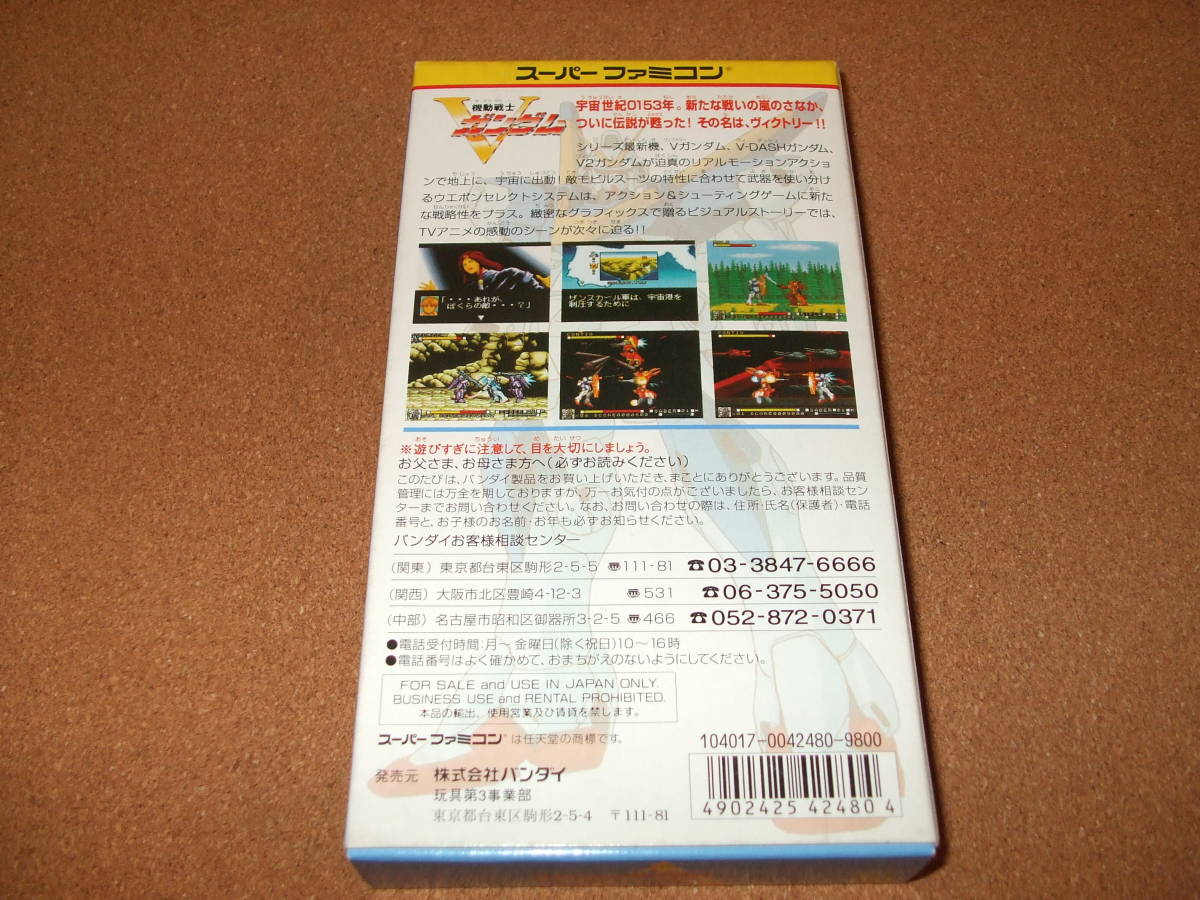 スーパーファミコン®
機動戦士
Vガンダム
宇宙世紀0153年。新たな戦いの嵐のさなか、
ついに伝説が甦った!その名は、ヴィクトリー!!
シリーズ最新機、Vガンダム、V-DASHガンダム、
V2ガンダムが迫真のリアルモーションアクショ
ンで地上に、宇宙に出動!敵モビルスーツの特性に合わせて武器を使い分け
るウエポンセレクトシステムは、アクション&シューティングゲームに新た
な戦略性をプラス。緻密なグラフィックスで贈るビジュアルストーリーでは、
TVアニメの感動のシーンが次々に迫る!!
「・・・あれが、
ぼくらの敵・・・?」
ザンスカール軍は、宇宙港を
制圧するために
※遊びすぎに注意して、目を大切にしましょう。
お父さま、お母さま方へ(必ずお読みください)
このたびは、バンダイ製品をお買い上げいただき、まことにありがとうございます。品質
管理には万全を期しておりますが、万一お気付の点がございましたら、お客様相談セン
ターまでお問い合わせください。なお、お問い合わせの際は、住所・氏名(保護者)・電話
番号と、お子様のお名前・お年も必ずお知らせください。
バンダイお客様相談センター
(関東) 東京都台東区駒形2-5-5 〠111-81 ☎03-3847-6666
(関西) 大阪市北区豊崎4-12-3 〠531 ☎06-375-5050
(中部) 名古屋市昭和区御器所3-2-5 〠466 ☎052-872-0371
●電話受付時間:月〜金曜日(除く祝日)10〜16時
●電話番号はよく確かめて、おまちがえのないようにしてください。
FOR SALE and USE IN JAPAN ONLY.
BUSINESS USE and RENTAL PROHIBITED.
本品の輸出、使用営業及び賃貸を禁じます。
スーパーファミコン®は任天堂の商標です。
発売元 株式会社バンダイ
玩具第3事業部
東京都台東区駒形2-5-4 〒111-81
104017-0042480-9800
4902425424804